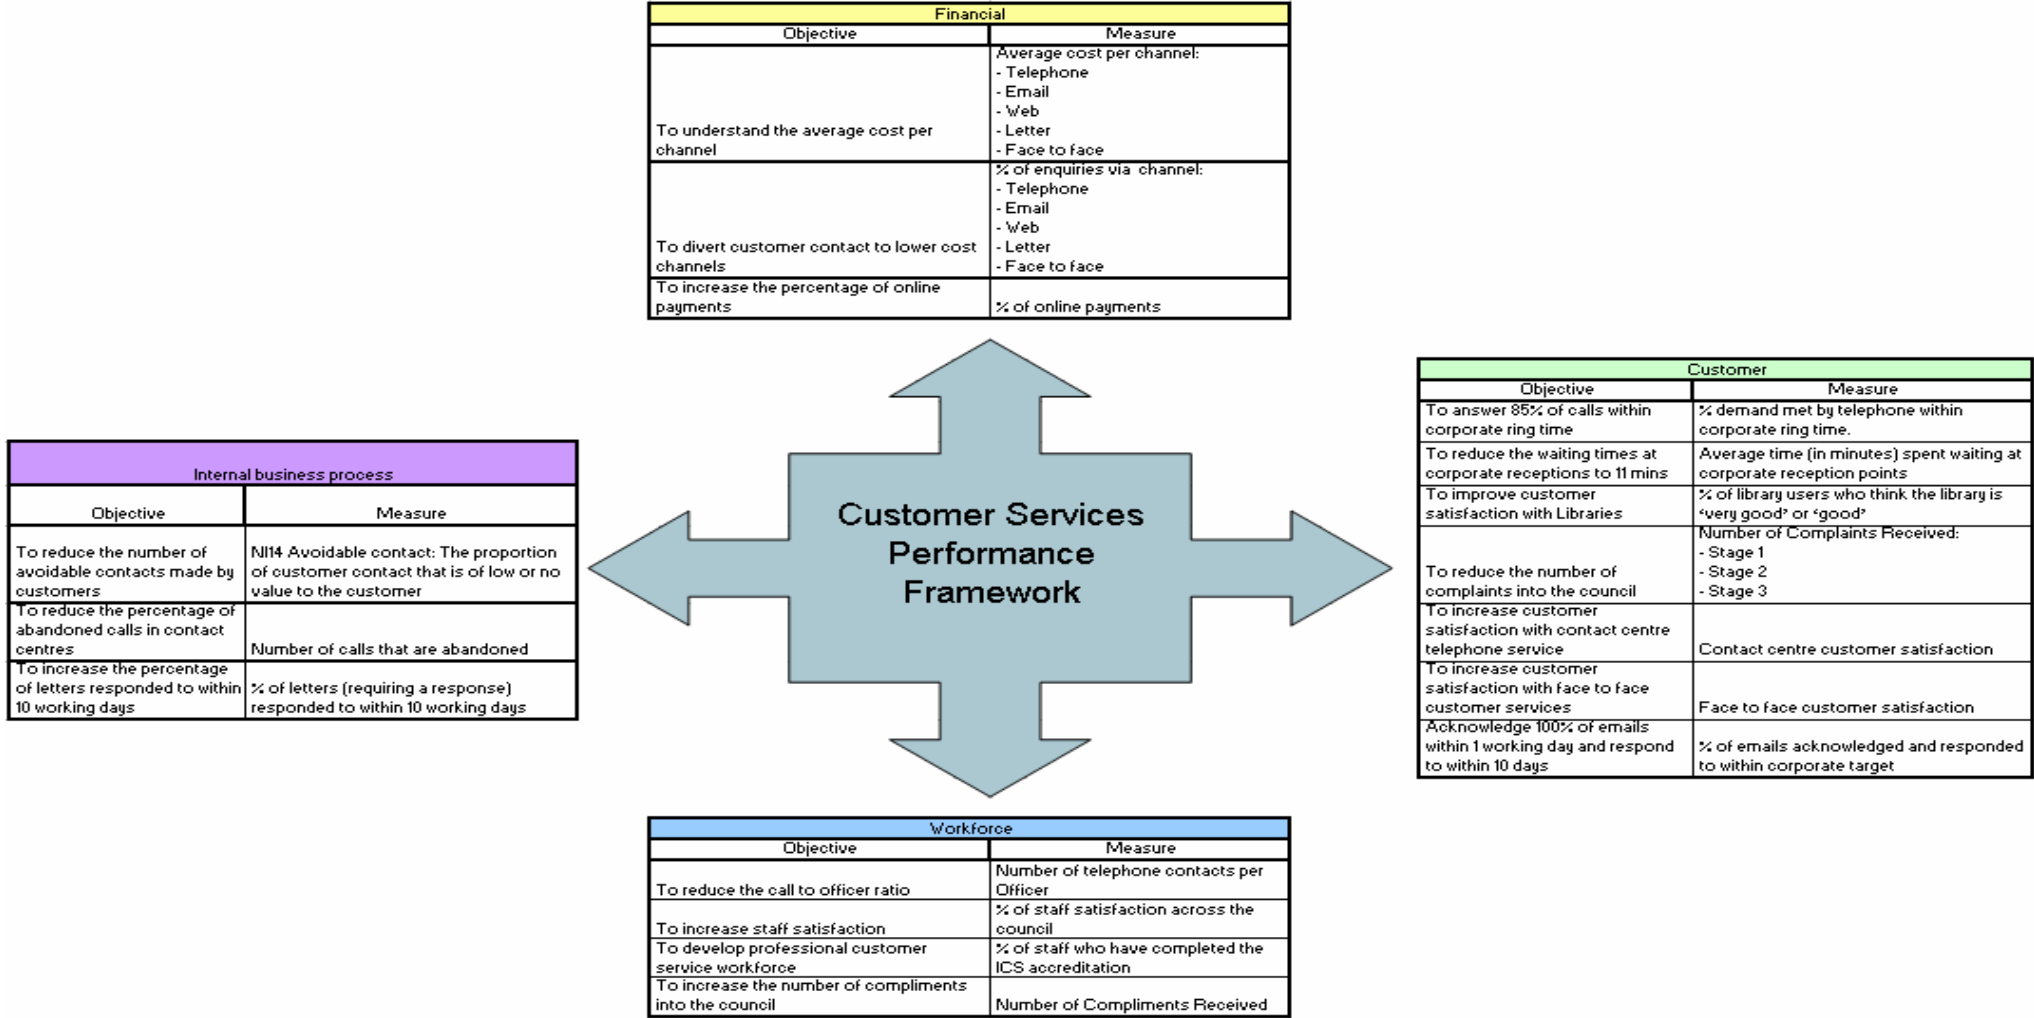 Financial
Objective
Measure
To understand the average cost per
channel
Average cost per channel:
- Telephone
- Email
- Web
- Letter
- Face to face
To divert customer contact to lower cost
channels
% of enquiries via channel:
- Telephone
- Email
- Web
- Letter
- Face to face
To increase the percentage of online
payments
% of online payments
Internal business process
Objective
Measure
To reduce the number of
avoidable contacts made by
customers
NI14 Avoidable contact: The proportion
of customer contact that is of low or no
value to the customer
To reduce the percentage of
abandoned calls in contact
centres
Number of calls that are abandoned
To increase the percentage
of letters responded to within
10 working days
% of letters (requiring a response)
responded to within 10 working days
Customer Services
Performance
Framework
Customer
Objective
Measure
To answer 85% of calls within
corporate ring time
% demand met by telephone within
corporate ring time.
To reduce the waiting times at
corporate receptions to 11 mins
Average time (in minutes) spent waiting at
corporate reception points
To improve customer
satisfaction with Libraries
% of library users who think the library is
‘very good’ or ‘good’
To reduce the number of
complaints into the council
Number of Complaints Received:
- Stage 1
- Stage 2
- Stage 3
To increase customer
satisfaction with contact centre
telephone service
Contact centre customer satisfaction
To increase customer
satisfaction with face to face
customer services
Face to face customer satisfaction
Acknowledge 100% of emails
within 1 working day and respond
to within 10 days
% of emails acknowledged and responded
to within corporate target
Workforce
Objective
Measure
To reduce the call to officer ratio
Number of telephone contacts per
Officer
To increase staff satisfaction
% of staff satisfaction across the
council
To develop professional customer
service workforce
% of staff who have completed the
ICS accreditation
To increase the number of compliments
into the council
Number of Compliments Received